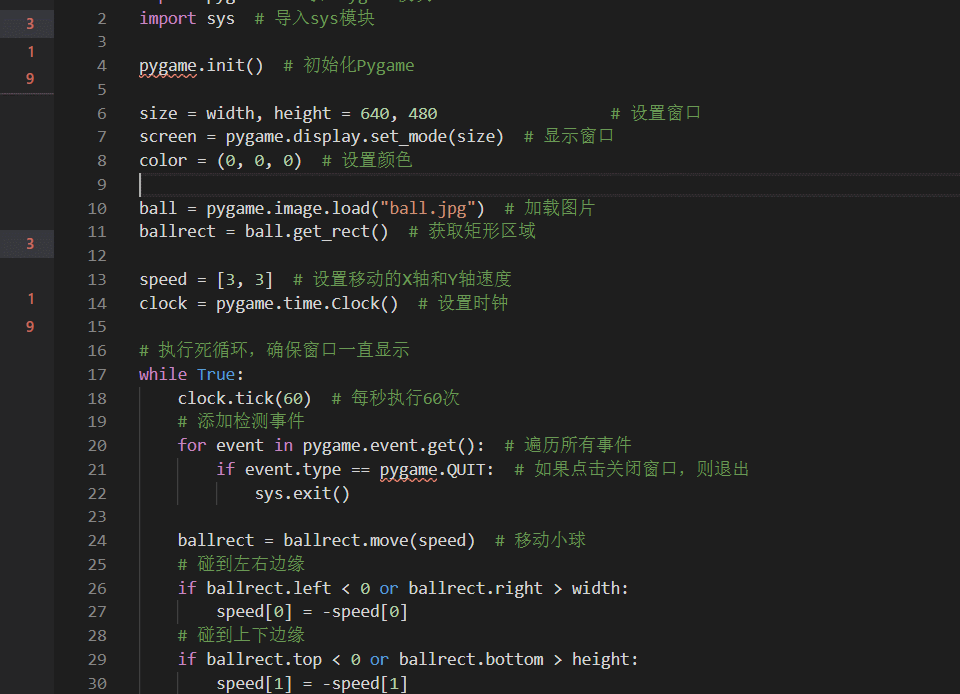 3
1
9
3
1
9
2 import sys  # 导入sys模块
3
4 pygame.init()  # 初始化Pygame
5
6 size = width, height = 640, 480                  # 设置窗口
7 screen = pygame.display.set_mode(size)  # 显示窗口
8 color = (0, 0, 0)  # 设置颜色
9
10 ball = pygame.image.load("ball.jpg")  # 加载图片
11 ballrect = ball.get_rect()  # 获取矩形区域
12
13 speed = [3, 3]  # 设置移动的X轴和Y轴速度
14 clock = pygame.time.Clock()  # 设置时钟
15
16 # 执行死循环，确保窗口一直显示
17 while True:
18     clock.tick(60)  # 每秒执行60次
19     # 添加检测事件
20     for event in pygame.event.get():  # 遍历所有事件
21         if event.type == pygame.QUIT:  # 如果点击关闭窗口，则退出
22             sys.exit()
23
24     ballrect = ballrect.move(speed)  # 移动小球
25     # 碰到左右边缘
26     if ballrect.left < 0 or ballrect.right > width:
27         speed[0] = -speed[0]
28     # 碰到上下边缘
29     if ballrect.top < 0 or ballrect.bottom > height:
30         speed[1] = -speed[1]